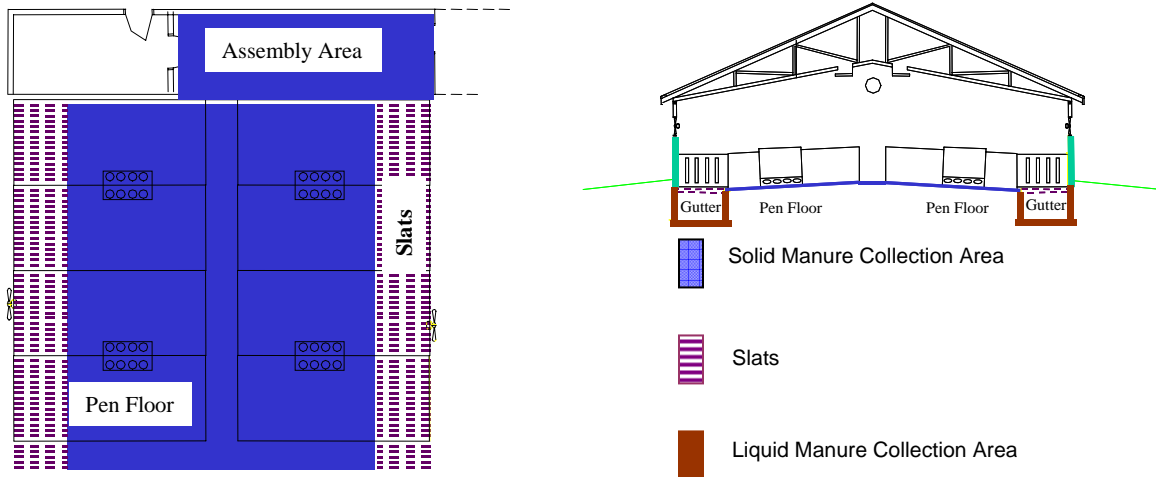 Assembly Area
Slats
Pen Floor
Gutter
Pen Floor
Pen Floor
Gutter
Solid Manure Collection Area
Slats
Liquid Manure Collection Area